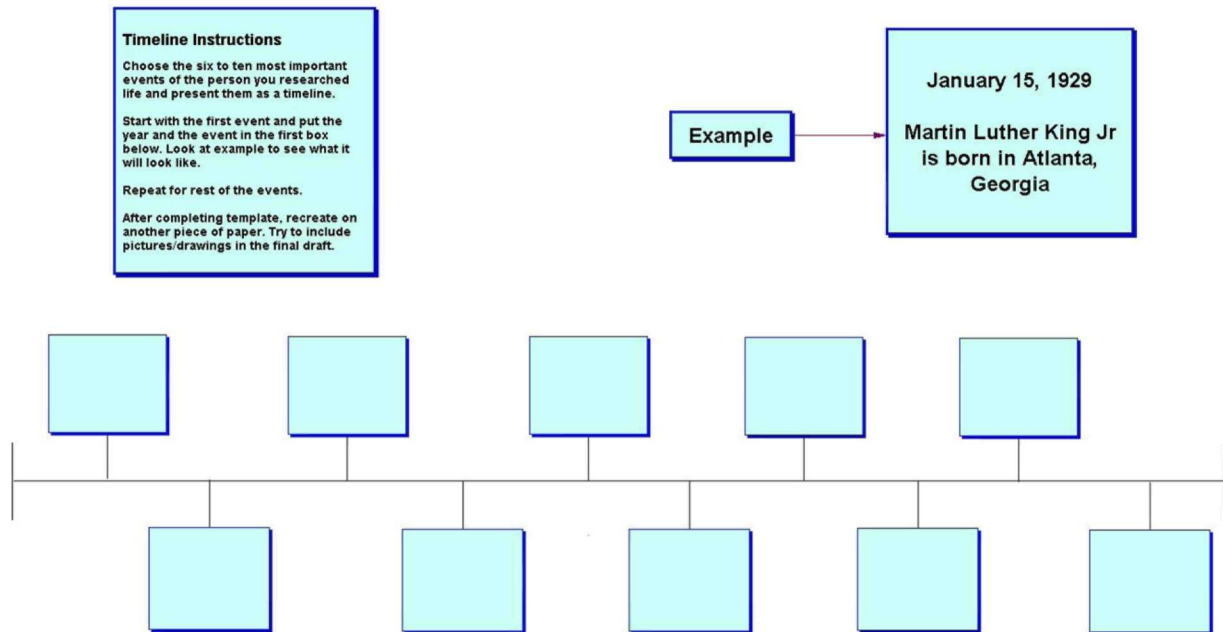 Timeline Instructions
Choose the six to ten most important
events of the person you researched
life and present them as a timeline.
Start with the first event and put the
year and the event in the first box
below. Look at example to see what it
will look like.
Repeat for rest of the events.
After completing template, recreate on
another piece of paper. Try to include
pictures/drawings in the final draft.
Example
January 15, 1929
Martin Luther King Jr
is born in Atlanta,
Georgia